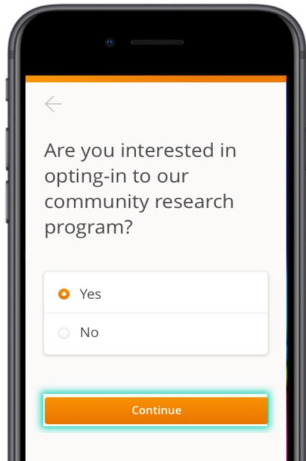 Are you interested in
opting-in to our
community research
program?
Yes
No
Continue